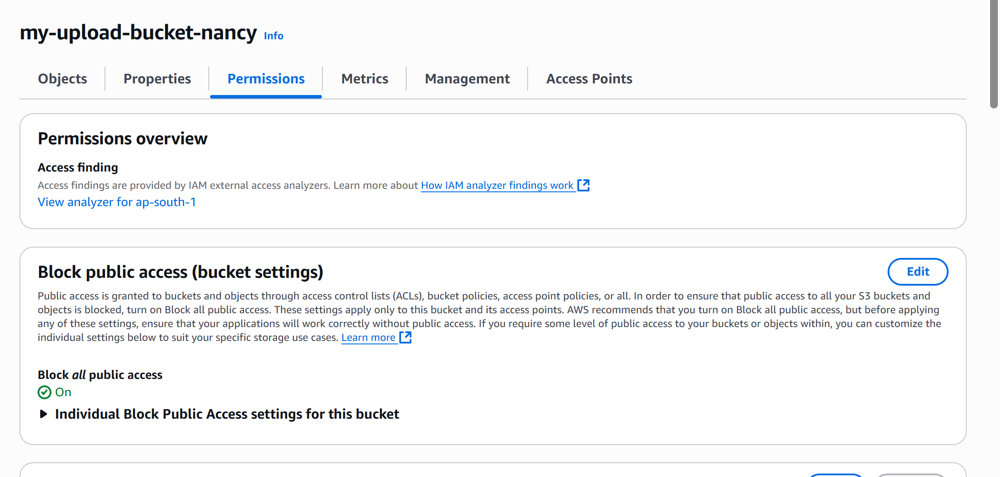 my-upload-bucket-nancy Info
Objects Properties Permissions Metrics Management Access Points
Permissions overview
Access finding
Access findings are provided by IAM external access analyzers. Learn more about How IAM analyzer findings work
View analyzer for ap-south-1
Block public access (bucket settings)
Edit
Public access is granted to buckets and objects through access control lists (ACLs), bucket policies, access point policies, or all. In order to ensure that public access to all your S3 buckets and
objects is blocked, turn on Block all public access. These settings apply only to this bucket and its access points. AWS recommends that you turn on Block all public access, but before applying
any of these settings, ensure that your applications will work correctly without public access. If you require some level of public access to your buckets or objects within, you can customize the
individual settings below to suit your specific storage use cases. Learn more
Block all public access
On
Individual Block Public Access settings for this bucket